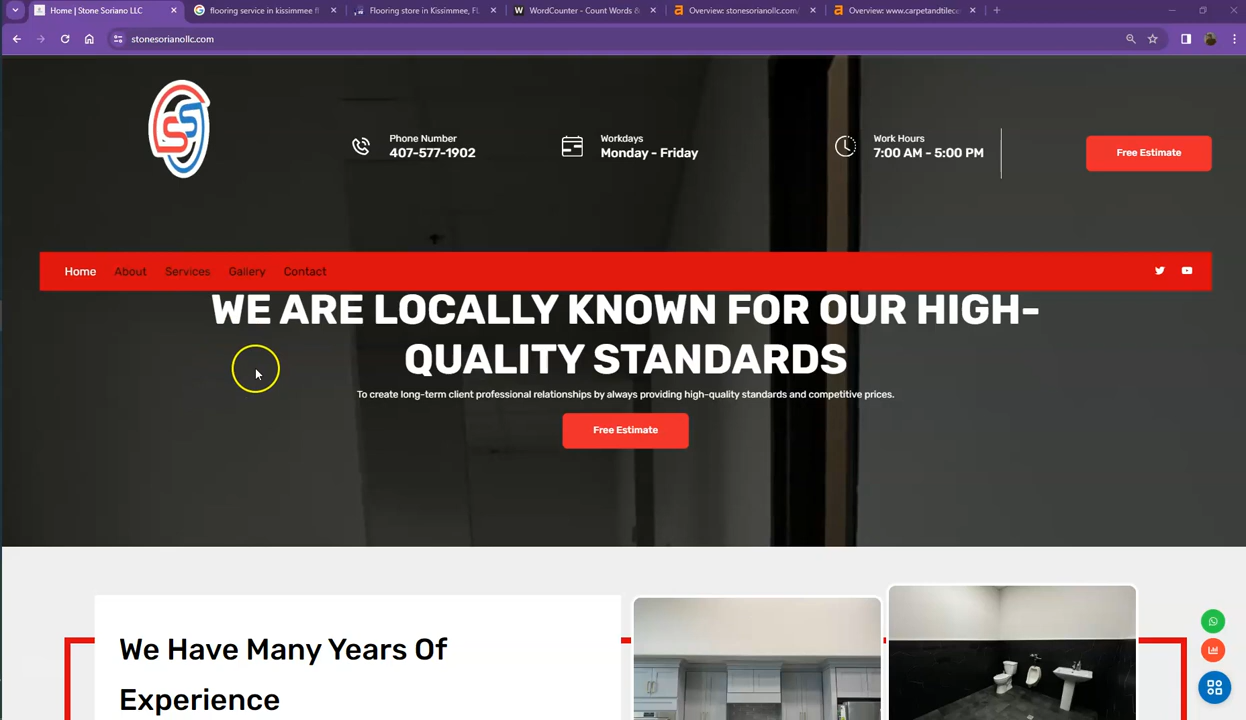 Home | Stone Soriano LLC
flooring service in kissimmee fl
Flooring store in Kissimmee, FL
WordCounter - Count Words &
Overview: stonesorianollc.com/
Overview: www.carpetandtilecc
stonesorianollc.com
SS
Phone Number
407-577-1902
Workdays
Monday - Friday
Work Hours
7:00 AM - 5:00 PM
Free Estimate
Home About Services Gallery Contact
WE ARE LOCALLY KNOWN FOR OUR HIGH-
QUALITY STANDARDS
To create long-term client professional relationships by always providing high-quality standards and competitive prices.
Free Estimate
We Have Many Years Of
Experience